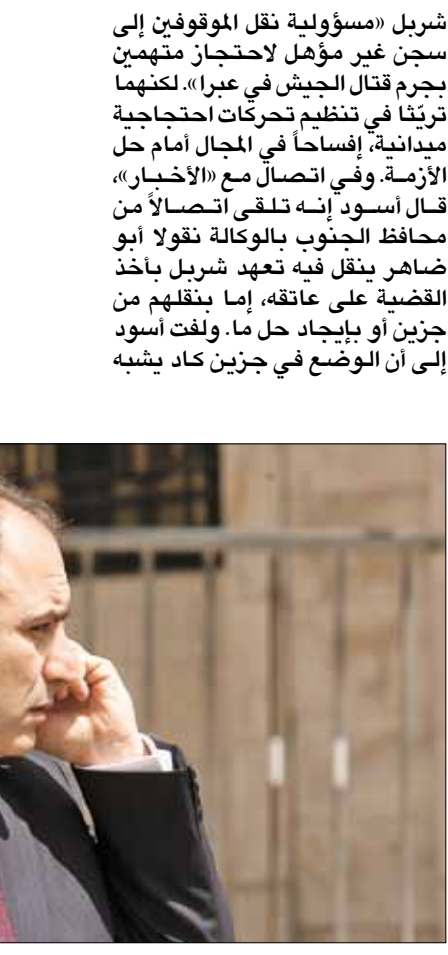 شربل «مسؤولية نقل الموقوفين إلى
سجن غير مؤهل لاحتجاز متهمين
بجرم قتال الجيش في عبرا». لكنهما
تريّثا في تنظيم تحركات احتجاجية
ميدانية، إفساحاً في المجال أمام حل
الأزمة. وفي اتصال مع «الأخبار»،
قال أسود إنه تلقى اتصالاً من
محافظ الجنوب بالوكالة نقولا أبو
ضاهر ينقل فيه تعهد شربل بأخذ
القضية على عاتقه، إما بنقلهم من
جزين أو بإيجاد حل ما. ولفت أسود
إلى أن الوضع في جزين كاد يشبه